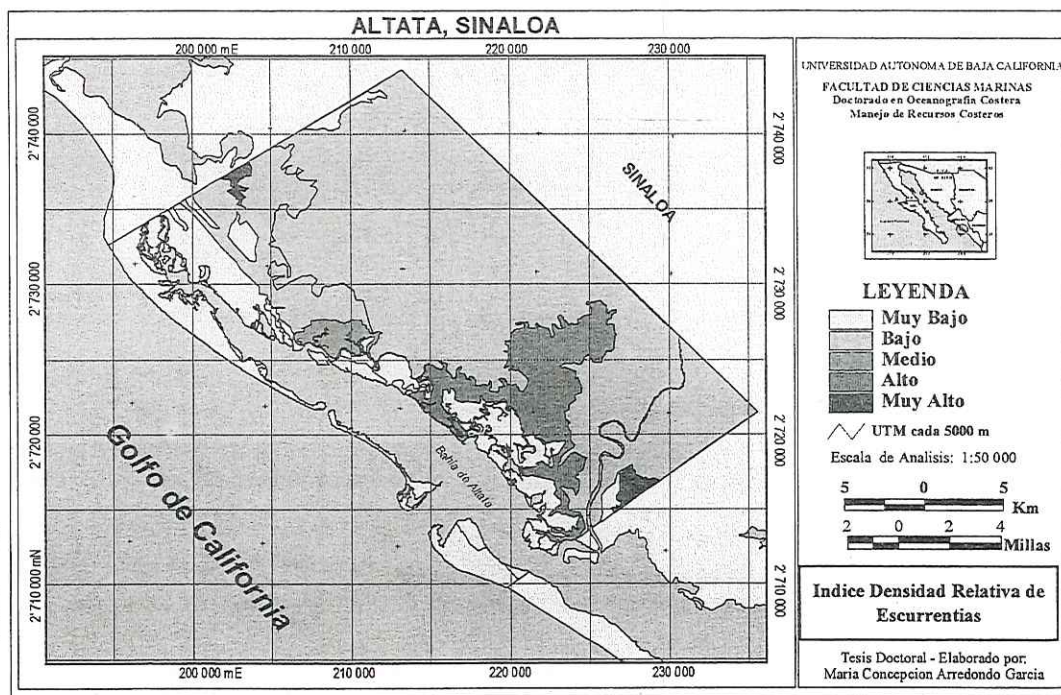 ALTATA, SINALOA
200 000 mE 210 000 220 000 230 000
2'740 000
2'730 000
2'720 000
2'710 000 mN
2'740 000
2'730 000
2'720 000
2'710 000
SINALOA
Golfo de California
Bahia de Altata
200 000 mE 210 000 220 000 230 000
UNIVERSIDAD AUTONOMA DE BAJA CALIFORNIA
FACULTAD DE CIENCIAS MARINAS
Doctorado en Oceanografia Costera
Manejo de Recursos Costeros
LEYENDA
Muy Bajo
Bajo
Medio
Alto
Muy Alto
UTM cada 5000 m
Escala de Analisis: 1:50 000
5 0 5
Km
2 0 2 4
Millas
Indice Densidad Relativa de
Escurrentias
Tesis Doctoral - Elaborado por:
Maria Concepcion Arredondo Garcia